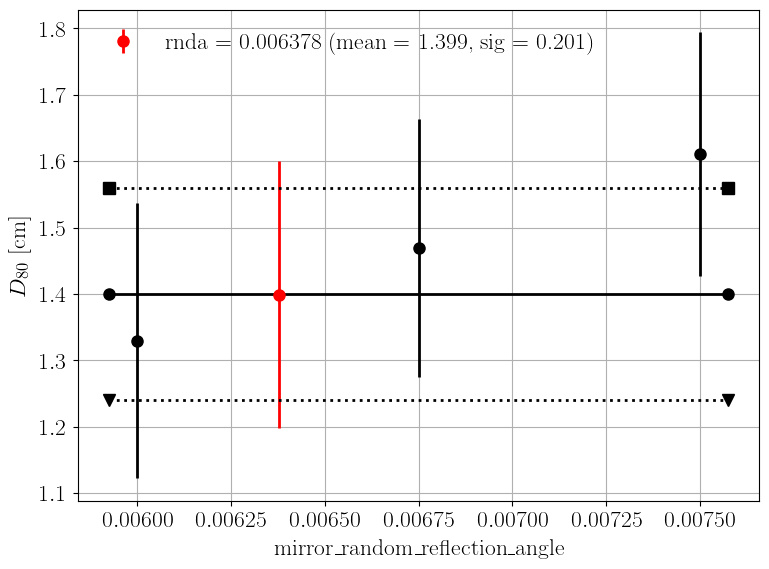 rnda = 0.006378 (mean = 1.399, sig = 0.201)
1.8
1.7
1.6
1.5
1.4
1.3
1.2
1.1
D80 [cm]
0.00600 0.00625 0.00650 0.00675 0.00700 0.00725 0.00750
mirror_random_reflection_angle